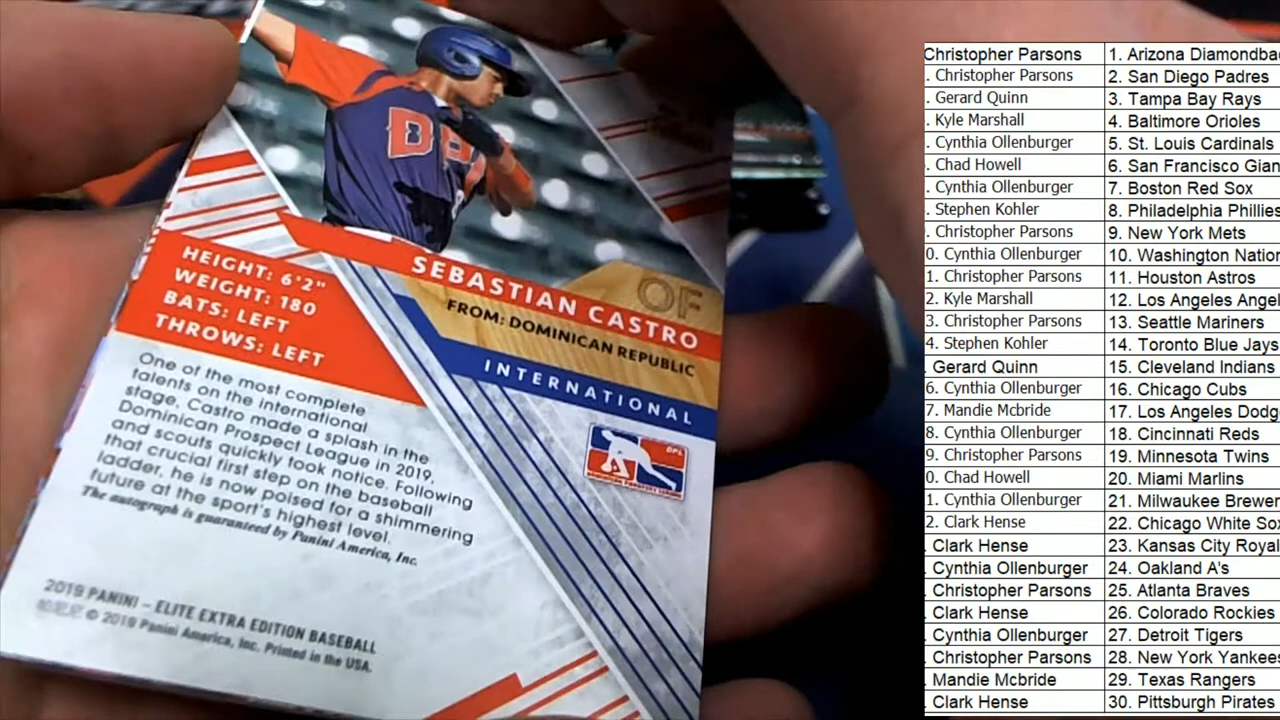 SEBASTIAN CASTRO
OF
FROM: DOMINICAN REPUBLIC
INTERNATIONAL
DPL
HEIGHT: 6'2"
WEIGHT: 180
BATS: LEFT
THROWS: LEFT
One of the most complete
talents on the international
stage, Castro made a splash in the
Dominican Prospect League in 2019,
and scouts quickly took notice. Following
that crucial first step on the baseball
ladder, he is now poised for a shimmering
future at the sport's highest level.
The autograph is guaranteed by Panini America, Inc.
2019 PANINI – ELITE EXTRA EDITION BASEBALL
© 2019 Panini America, Inc. Printed in the USA.
Christopher Parsons 1. Arizona Diamondba
. Christopher Parsons 2. San Diego Padres
. Gerard Quinn 3. Tampa Bay Rays
. Kyle Marshall 4. Baltimore Orioles
. Cynthia Ollenburger 5. St. Louis Cardinals
. Chad Howell 6. San Francisco Gian
. Cynthia Ollenburger 7. Boston Red Sox
. Stephen Kohler 8. Philadelphia Phillies
. Christopher Parsons 9. New York Mets
0. Cynthia Ollenburger 10. Washington Nation
1. Christopher Parsons 11. Houston Astros
2. Kyle Marshall 12. Los Angeles Angel
3. Christopher Parsons 13. Seattle Mariners
4. Stephen Kohler 14. Toronto Blue Jays
. Gerard Quinn 15. Cleveland Indians
6. Cynthia Ollenburger 16. Chicago Cubs
7. Mandie Mcbride 17. Los Angeles Dodg
8. Cynthia Ollenburger 18. Cincinnati Reds
9. Christopher Parsons 19. Minnesota Twins
0. Chad Howell 20. Miami Marlins
1. Cynthia Ollenburger 21. Milwaukee Brewer
2. Clark Hense 22. Chicago White Sox
. Clark Hense 23. Kansas City Royal
. Cynthia Ollenburger 24. Oakland A's
. Christopher Parsons 25. Atlanta Braves
. Clark Hense 26. Colorado Rockies
. Cynthia Ollenburger 27. Detroit Tigers
. Christopher Parsons 28. New York Yankees
. Mandie Mcbride 29. Texas Rangers
. Clark Hense 30. Pittsburgh Pirates